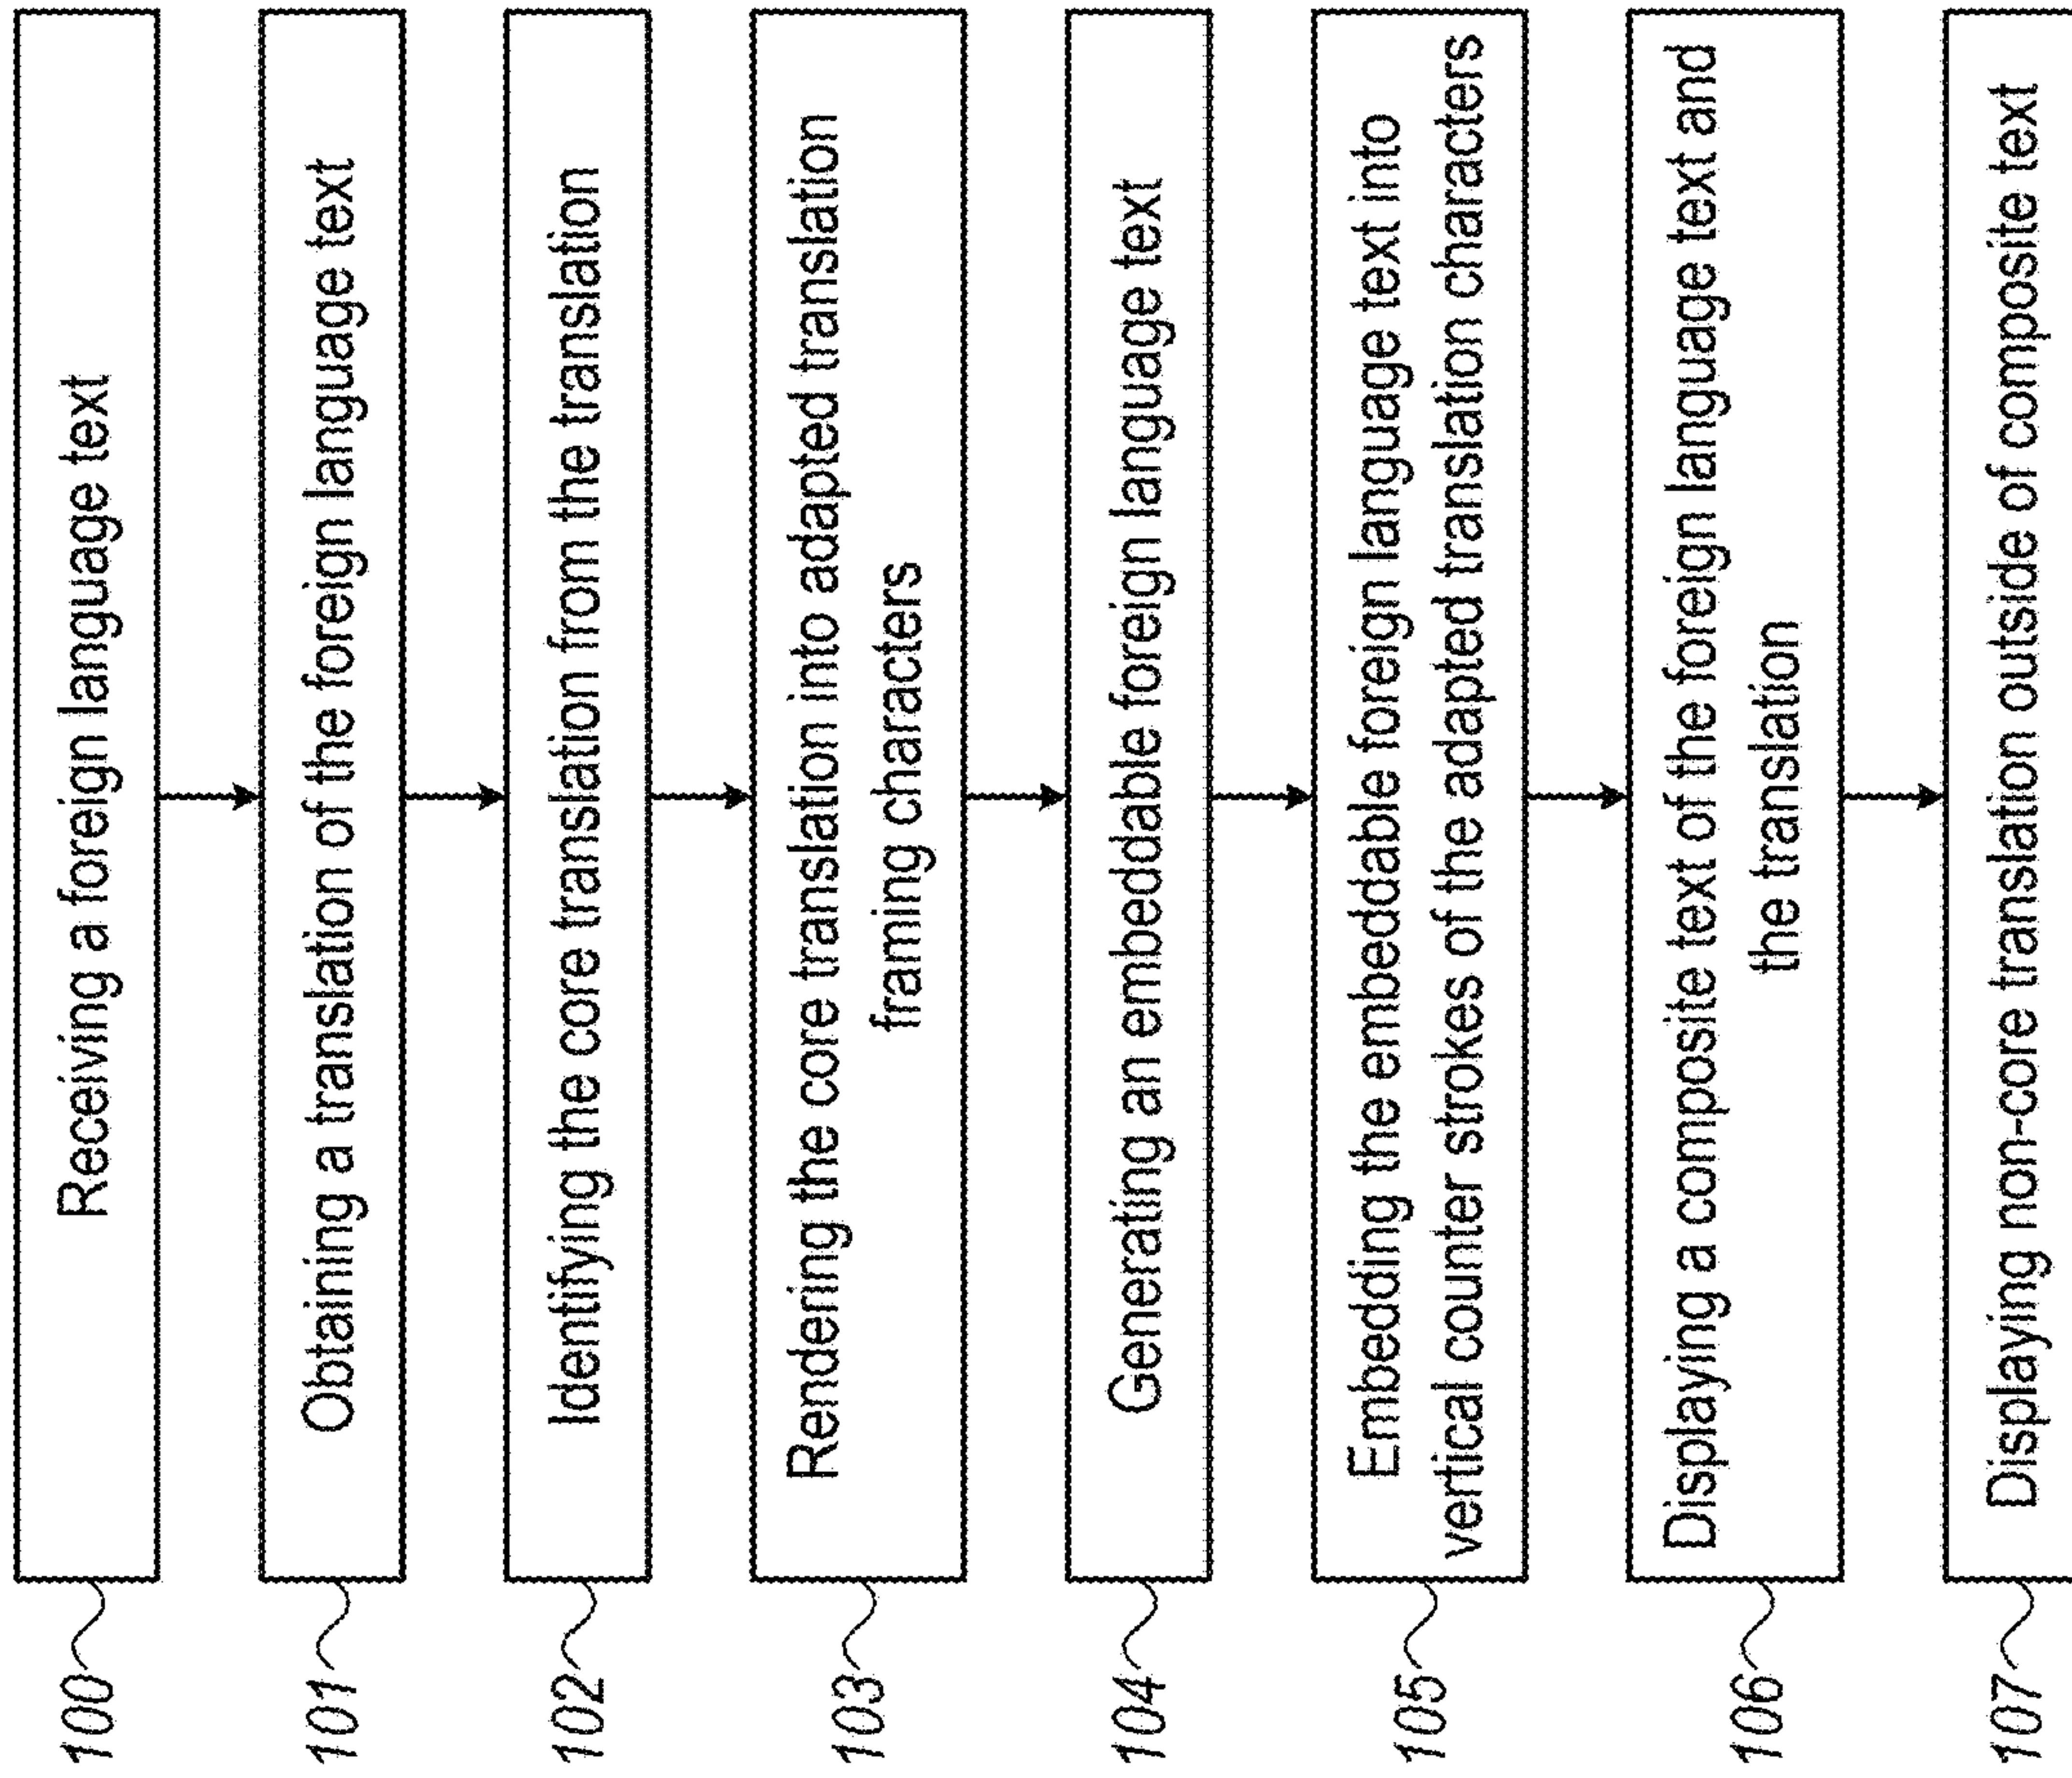 100 Receiving a foreign language text
101 Obtaining a translation of the foreign language text
102 Identifying the core translation from the translation
103 Rendering the core translation into adapted translation
framing characters
104 Generating an embeddable foreign language text
105 Embedding the embeddable foreign language text into
vertical counter strokes of the adapted translation characters
106 Displaying a composite text of the foreign language text and
the translation
107 Displaying non-core translation outside of composite text